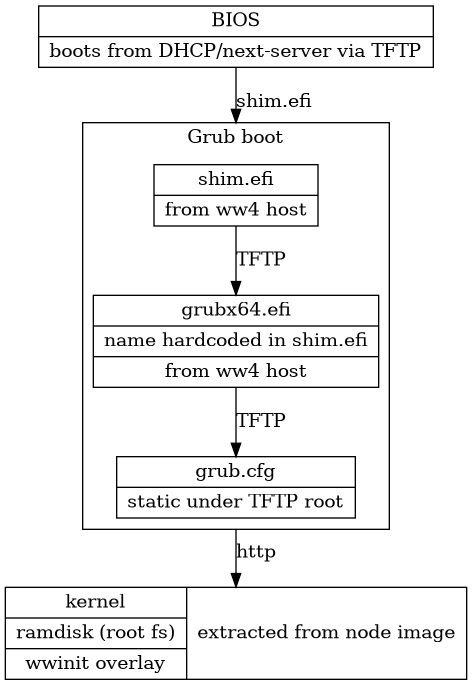 BIOS
boots from DHCP/next-server via TFTP
shim.efi
Grub boot
shim.efi
from ww4 host
TFTP
grubx64.efi
name hardcoded in shim.efi
from ww4 host
TFTP
grub.cfg
static under TFTP root
http
kernel
ramdisk (root fs)
extracted from node image
wwinit overlay